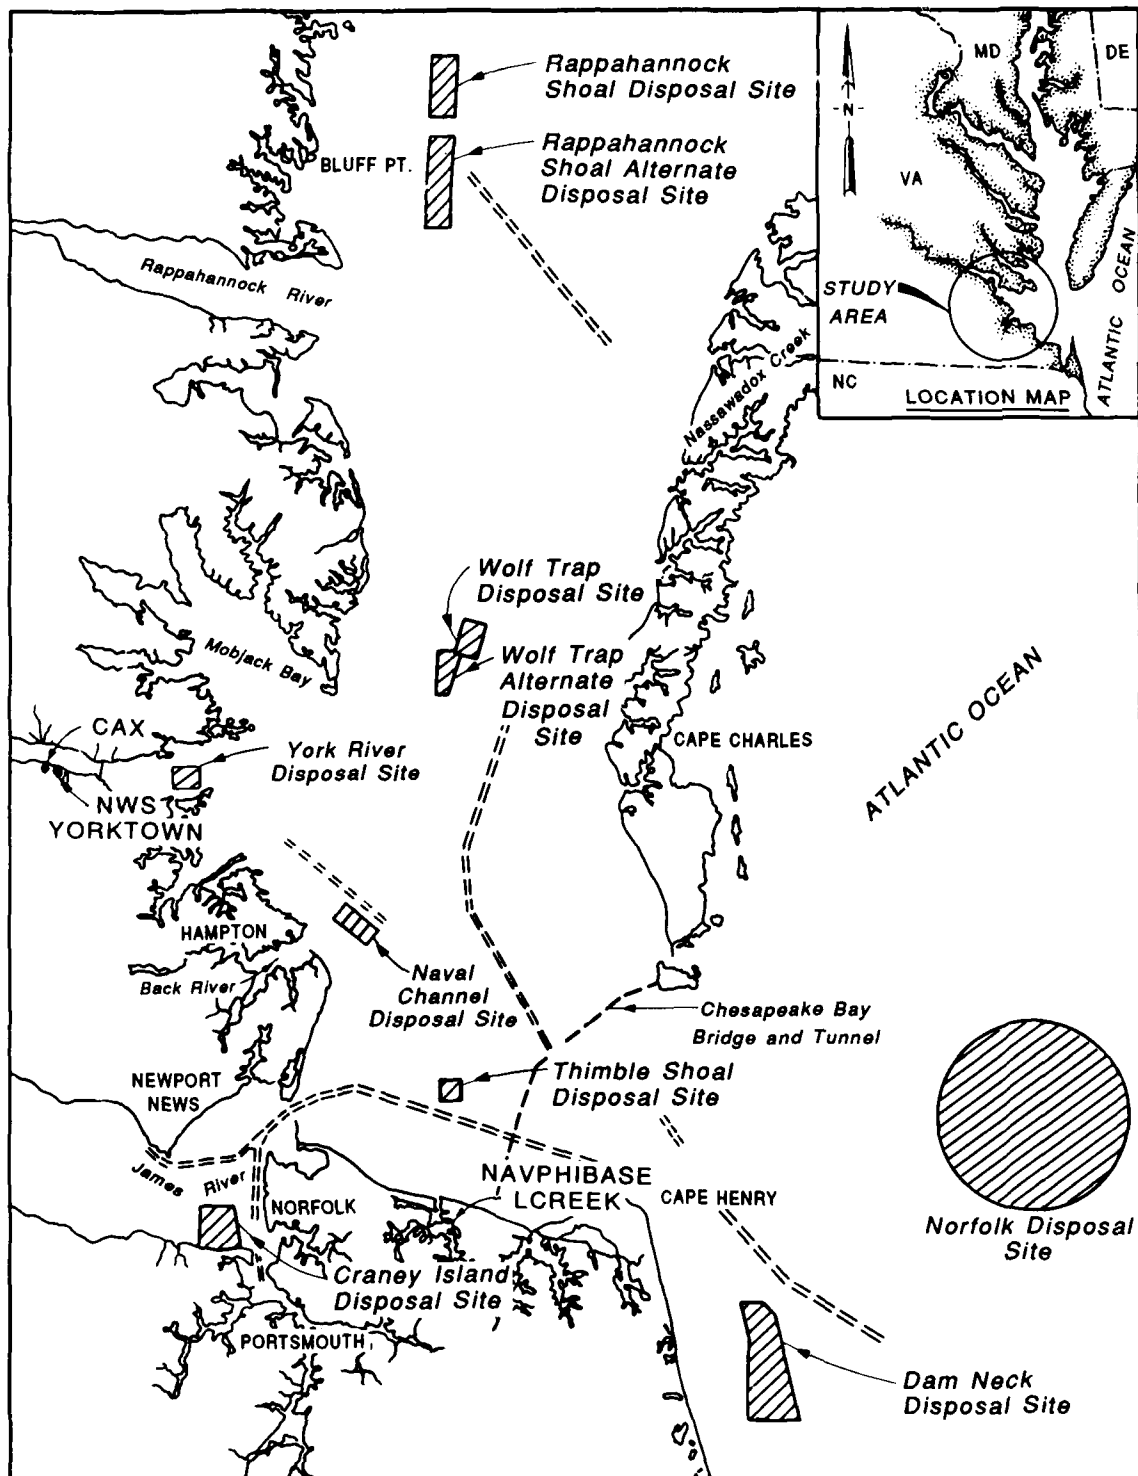 Rappahannock
Shoal Disposal Site
Rappahannock
Shoal Alternate
Disposal Site
BLUFF PT.
Rappahannock River
MD
DE
N
VA
STUDY
AREA
NC
ATLANTIC OCEAN
LOCATION MAP
Nassawadox Creek
Wolf Trap
Disposal Site
Wolf Trap
Alternate
Disposal
Site
Mobjack Bay
CAX
York River
Disposal Site
NWS
YORKTOWN
CAPE CHARLES
ATLANTIC OCEAN
HAMPTON
Back River
Naval
Channel
Disposal Site
Chesapeake Bay
Bridge and Tunnel
NEWPORT
NEWS
Thimble Shoal
Disposal Site
James River
NAVPHIBASE
LCREEK
NORFOLK
CAPE HENRY
Norfolk Disposal
Site
Craney Island
Disposal Site
PORTSMOUTH
Dam Neck
Disposal Site